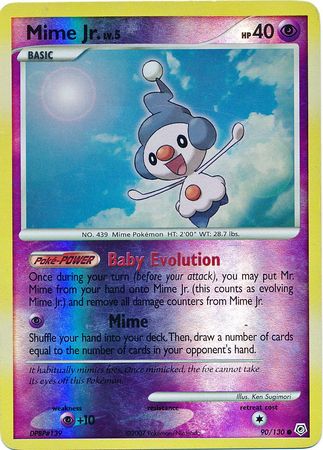 Mime Jr. LV.5 HP 40
BASIC
NO. 439 Mime Pokémon HT: 2'00" WT: 28.7 lbs.
Poké-POWER Baby Evolution
Once during your turn (before your attack), you may put Mr.
Mime from your hand onto Mime Jr. (this counts as evolving
Mime Jr.) and remove all damage counters from Mime Jr.
Mime
Shuffle your hand into your deck. Then, draw a number of cards
equal to the number of cards in your opponent's hand.
It habitually mimics foes. Once mimicked, the foe cannot take
its eyes off this Pokémon.
Illus. Ken Sugimori
weakness resistance retreat cost
+10
DPBP#139 ©2007 Pokémon/Nintendo 90/130